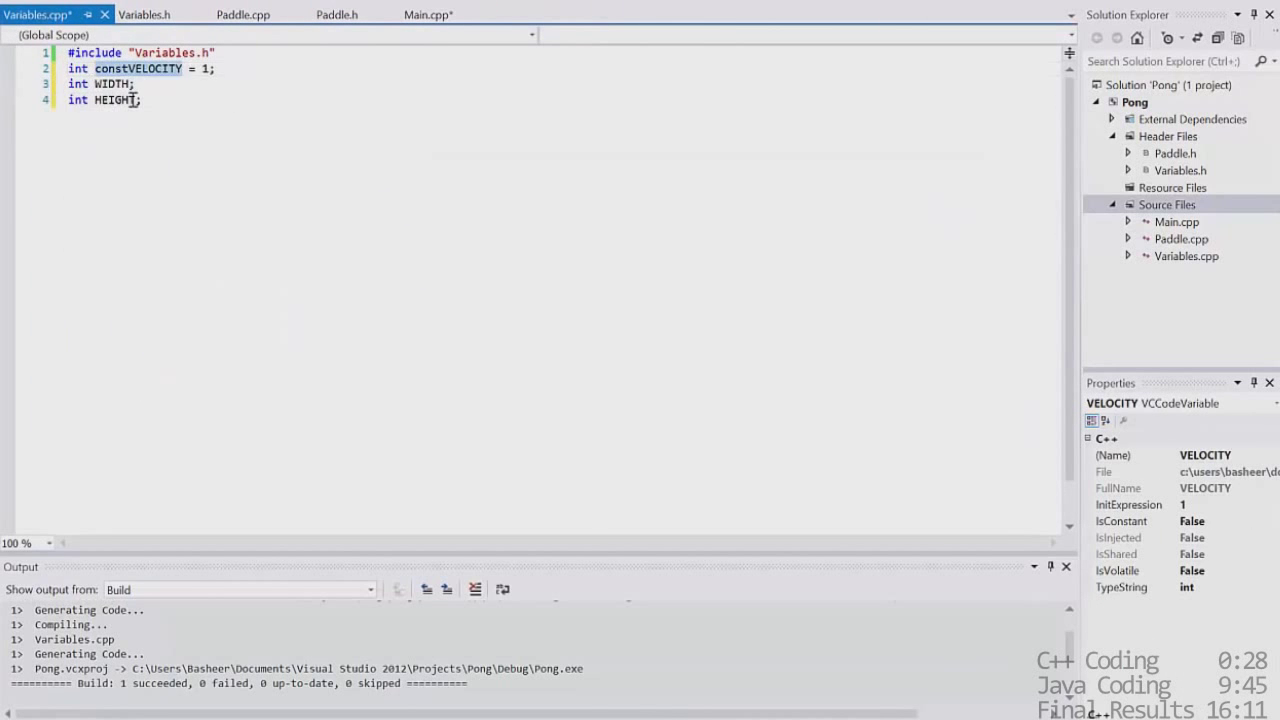 Variables.cpp* Variables.h Paddle.cpp Paddle.h Main.cpp*
(Global Scope)
1 #include "Variables.h"
2 int constVELOCITY = 1;
3 int WIDTH;
4 int HEIGHT;
100 %
Output
Show output from: Build
1> Generating Code...
1> Compiling...
1> Variables.cpp
1> Generating Code...
1> Pong.vcxproj -> C:\Users\Basheer\Documents\Visual Studio 2012\Projects\Pong\Debug\Pong.exe
========== Build: 1 succeeded, 0 failed, 0 up-to-date, 0 skipped ==========
Solution Explorer
Search Solution Explorer (Ctrl+;)
Solution 'Pong' (1 project)
Pong
External Dependencies
Header Files
Paddle.h
Variables.h
Resource Files
Source Files
Main.cpp
Paddle.cpp
Variables.cpp
Properties
VELOCITY VCCodeVariable
C++
(Name) VELOCITY
File c:\users\basheer\do
FullName VELOCITY
InitExpression 1
IsConstant False
IsInjected False
IsShared False
IsVolatile False
TypeString int
C++ Coding 0:28
Java Coding 9:45
Final Results 16:11
C++